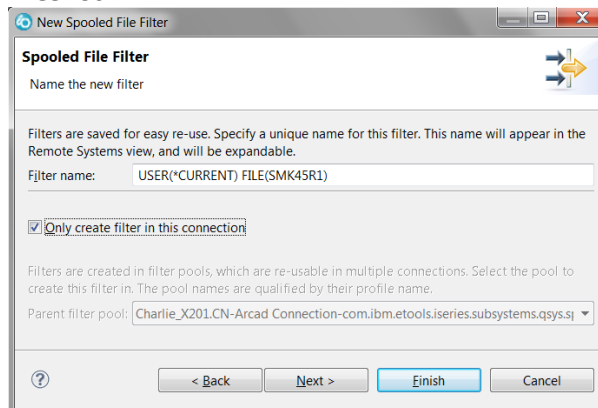 New Spooled File Filter
Spooled File Filter
Name the new filter
Filters are saved for easy re-use. Specify a unique name for this filter. This name will appear in the
Remote Systems view, and will be expandable.
Filter name: USER(*CURRENT) FILE(SMK45R1)
Only create filter in this connection
Filters are created in filter pools, which are re-usable in multiple connections. Select the pool to
create this filter in. The pool names are qualified by their profile name.
Parent filter pool: Charlie_X201.CN-Arcad Connection-com.ibm.etools.iseries.subsystems.qsys.
? < Back Next > Finish Cancel